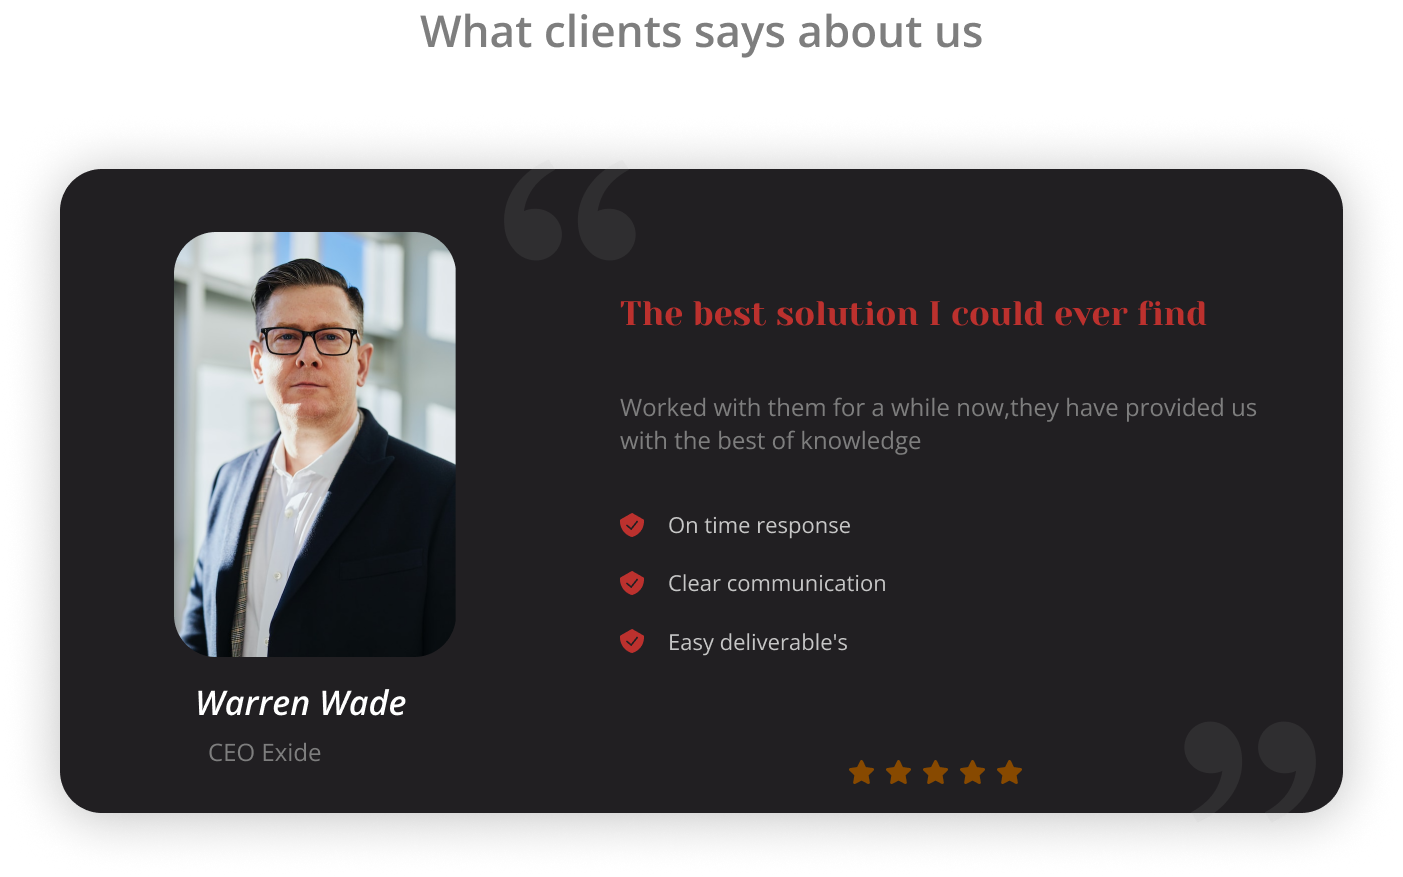 What clients says about us
“
The best solution I could ever find
Worked with them for a while now,they have provided us
with the best of knowledge
On time response
Clear communication
Easy deliverable's
Warren Wade
CEO Exide
”